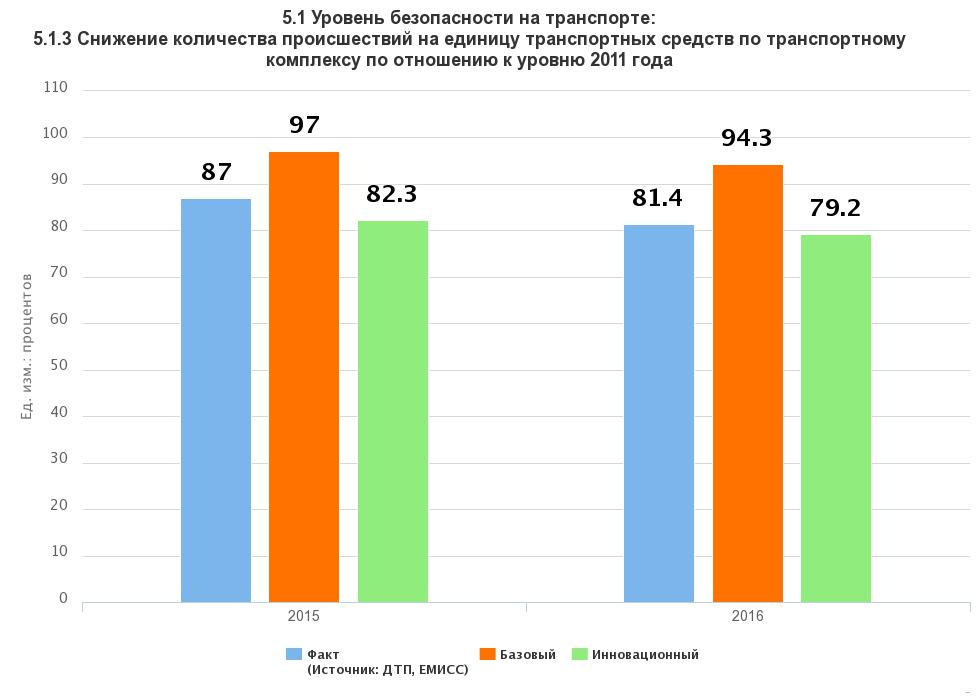 5.1 Уровень безопасности на транспорте:
5.1.3 Снижение количества происшествий на единицу транспортных средств по транспортному
комплексу по отношению к уровню 2011 года
Ед. изм.: процентов
110
100
90
80
70
60
50
40
30
20
10
0
87
97
82.3
81.4
94.3
79.2
2015
2016
Факт
(Источник: ДТП, ЕМИСС)
Базовый
Инновационный